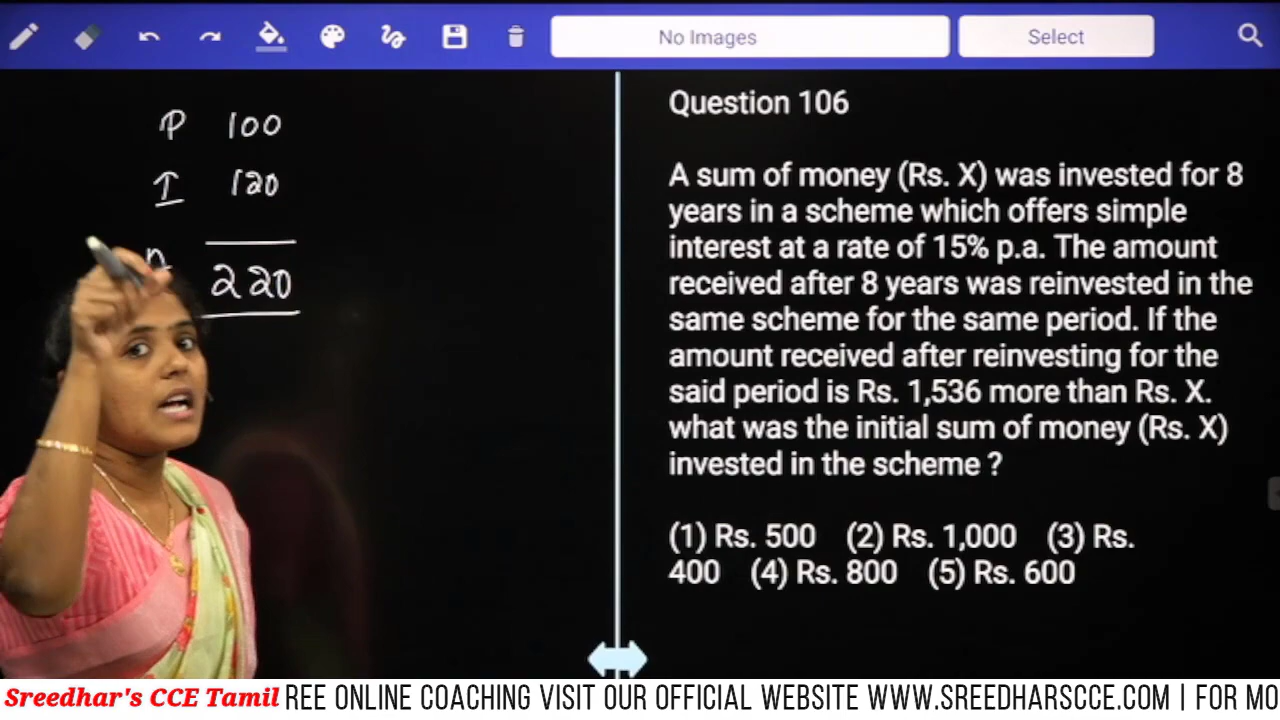 No Images
Select
P 100
I 120
220
Question 106
A sum of money (Rs. X) was invested for 8
years in a scheme which offers simple
interest at a rate of 15% p.a. The amount
received after 8 years was reinvested in the
same scheme for the same period. If the
amount received after reinvesting for the
said period is Rs. 1,536 more than Rs. X.
what was the initial sum of money (Rs. X)
invested in the scheme ?
(1) Rs. 500 (2) Rs. 1,000 (3) Rs.
400 (4) Rs. 800 (5) Rs. 600
Sreedhar's CCE Tamil REE ONLINE COACHING VISIT OUR OFFICIAL WEBSITE WWW.SREEDHARSCCE.COM | FOR MO